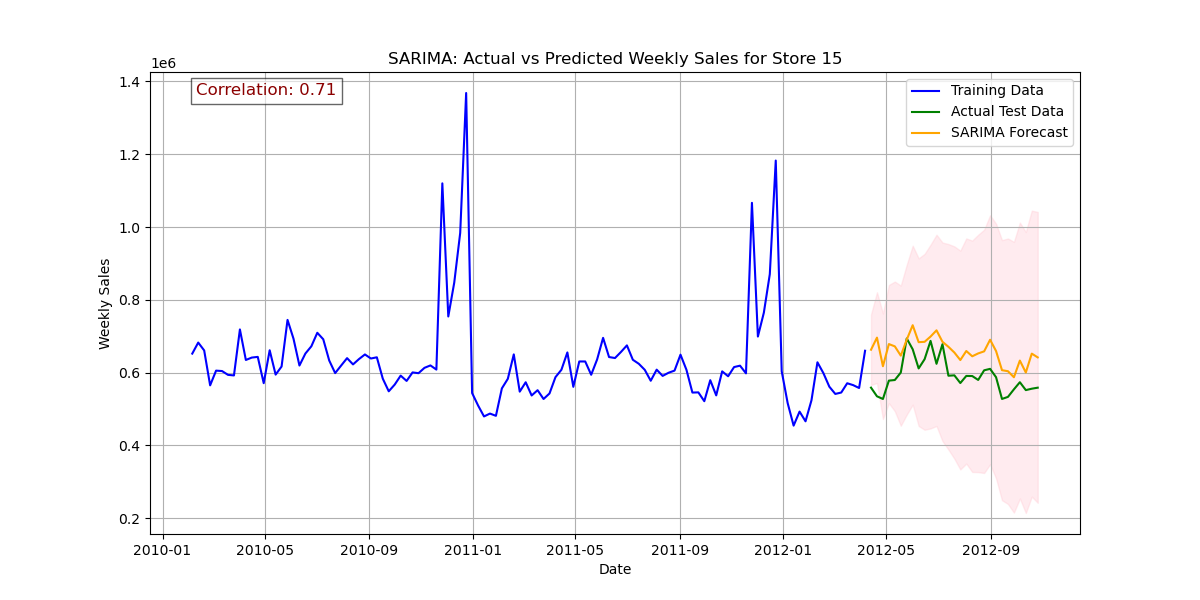 SARIMA: Actual vs Predicted Weekly Sales for Store 15
1e6
Correlation: 0.71
Training Data
Actual Test Data
SARIMA Forecast
1.4
1.2
1.0
0.8
0.6
0.4
0.2
Weekly Sales
2010-01 2010-05 2010-09 2011-01 2011-05 2011-09 2012-01 2012-05 2012-09
Date